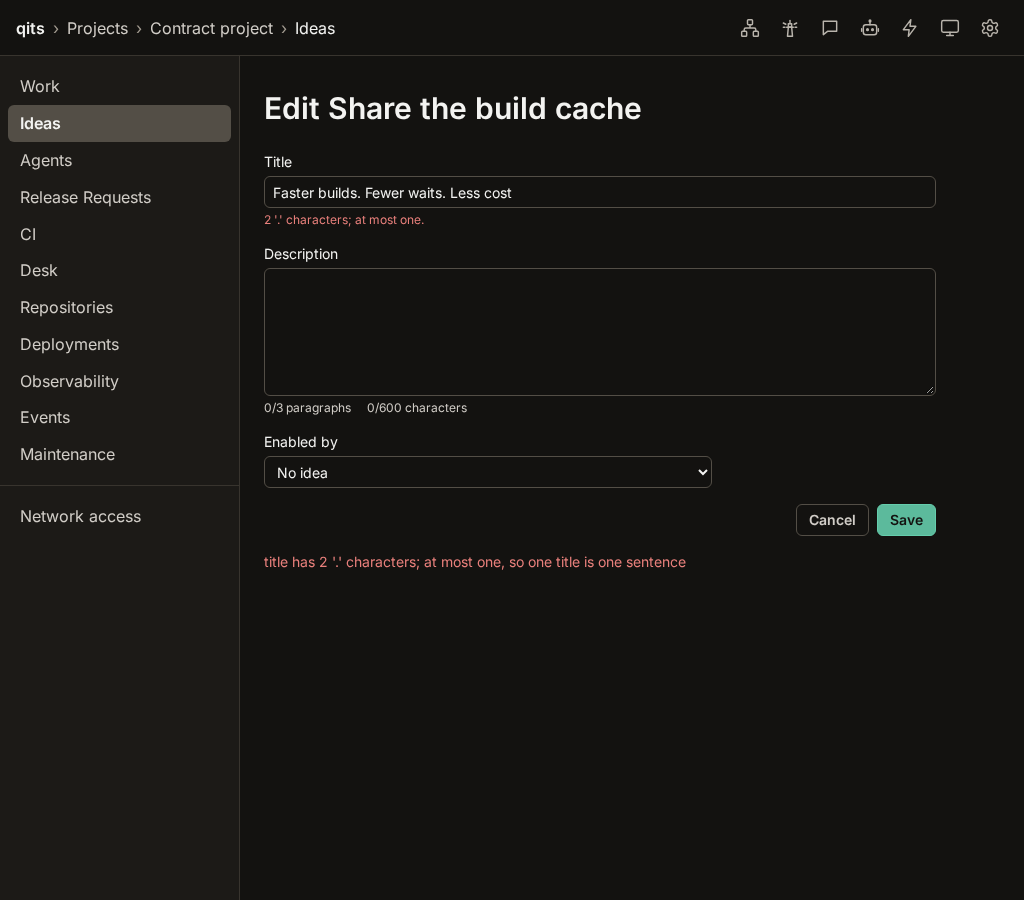 qits › Projects › Contract project › Ideas
Work
Ideas
Agents
Release Requests
CI
Desk
Repositories
Deployments
Observability
Events
Maintenance
Network access
Edit Share the build cache
Title
Faster builds. Fewer waits. Less cost
2 '.' characters; at most one.
Description
0/3 paragraphs 0/600 characters
Enabled by
No idea
Cancel Save
title has 2 '.' characters; at most one, so one title is one sentence